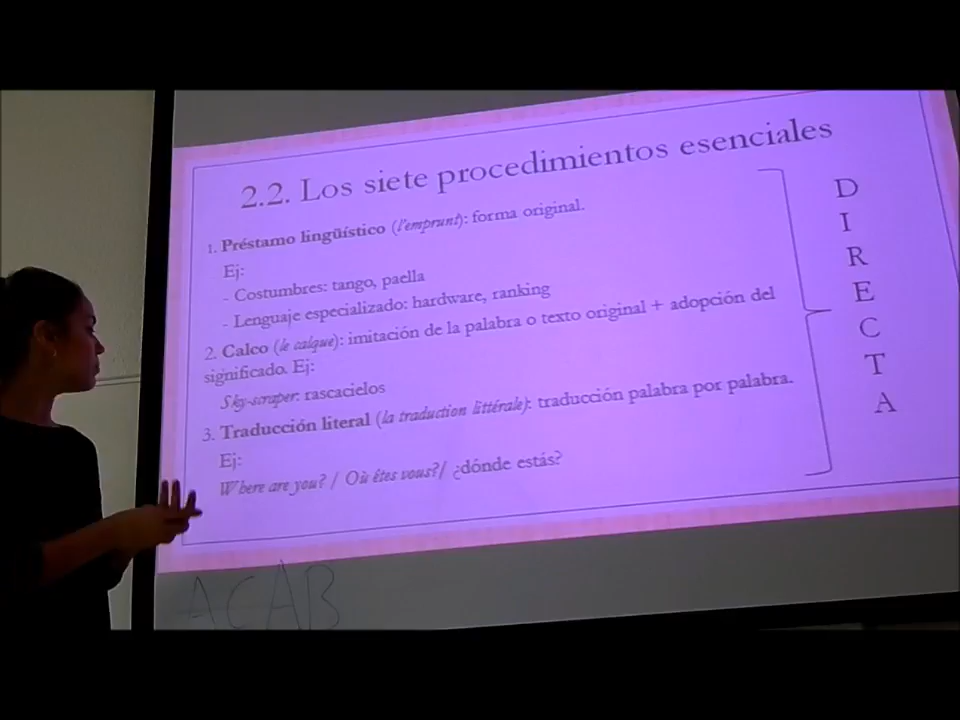 2.2. Los siete procedimientos esenciales
1. Préstamo lingüístico (l'emprunt): forma original.
Ej:
- Costumbres: tango, paella
- Lenguaje especializado: hardware, ranking
2. Calco (le calque): imitación de la palabra o texto original + adopción del
significado. Ej:
Sky-scraper: rascacielos
3. Traducción literal (la traduction littérale): traducción palabra por palabra.
Ej:
Where are you? / Où êtes vous?/ ¿dónde estás?
D
I
R
E
C
T
A
ACAB